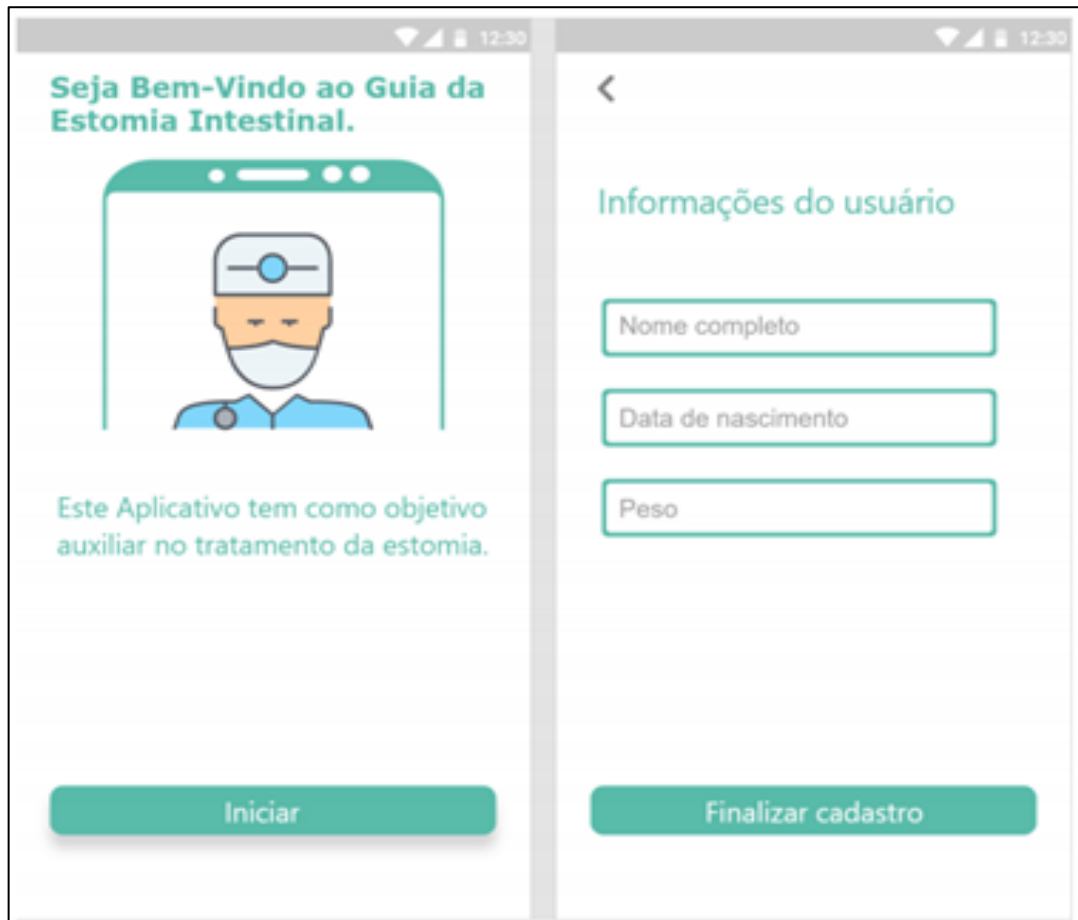 12:30
Seja Bem-Vindo ao Guia da
Estomia Intestinal.
Este Aplicativo tem como objetivo
auxiliar no tratamento da estomia.
Iniciar
12:30
Informações do usuário
Nome completo
Data de nascimento
Peso
Finalizar cadastro